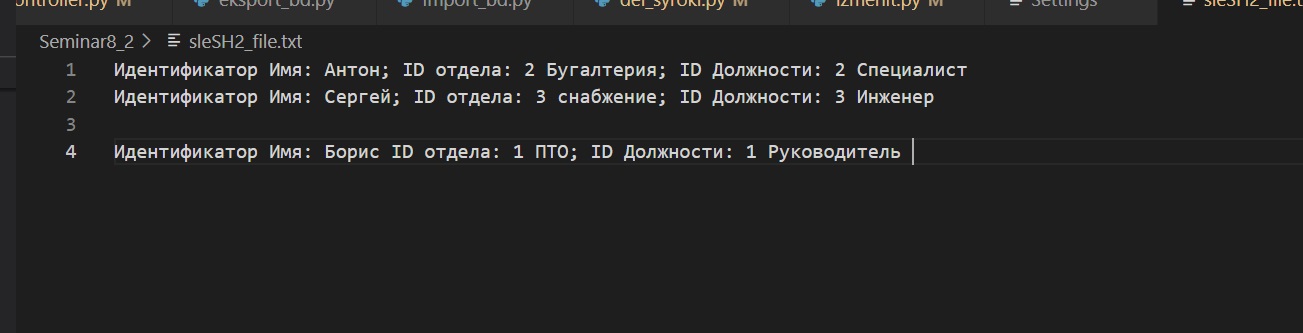 ontroller.py M eksport_bd.py import_bd.py del_syroki.py M izmenit.py M Settings sleSH2_file.t
Seminar8_2 > sleSH2_file.txt
1 Идентификатор Имя: Антон; ID отдела: 2 Бугалтерия; ID Должности: 2 Специалист
2 Идентификатор Имя: Сергей; ID отдела: 3 снабжение; ID Должности: 3 Инженер
3
4 Идентификатор Имя: Борис ID отдела: 1 ПТО; ID Должности: 1 Руководитель